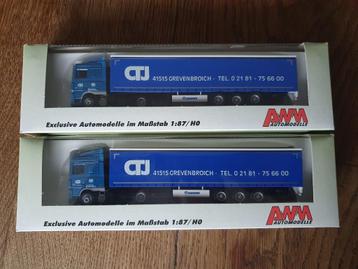 CTJ
41515 GREVENBROICH · TEL. 0 21 81 - 75 66 00
Exclusive Automodelle im Maßstab 1:87/H0
AWM
AUTOMODELLE
CTJ
41515 GREVENBROICH · TEL. 0 21 81 - 75 66 00
Exclusive Automodelle im Maßstab 1:87/H0
AWM
AUTOMODELLE